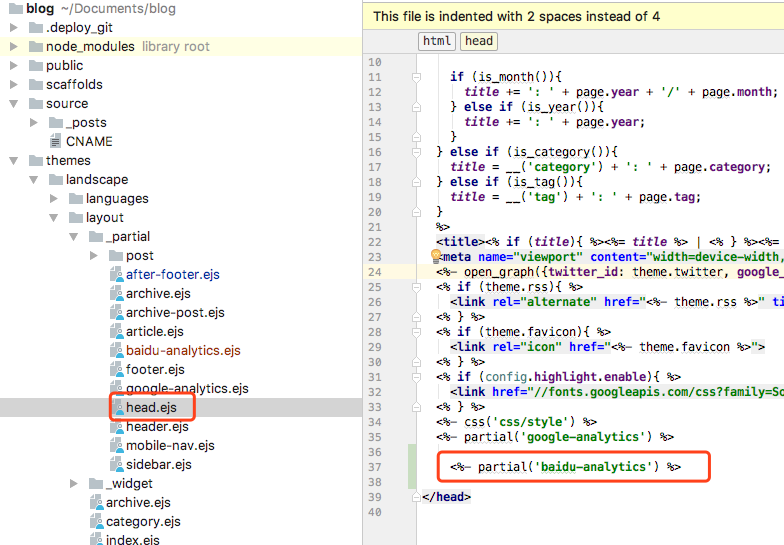 blog ~/Documents/blog
.deploy_git
node_modules library root
public
scaffolds
source
_posts
CNAME
themes
landscape
languages
layout
_partial
post
after-footer.ejs
archive.ejs
archive-post.ejs
article.ejs
baidu-analytics.ejs
footer.ejs
google-analytics.ejs
head.ejs
header.ejs
mobile-nav.ejs
sidebar.ejs
_widget
archive.ejs
category.ejs
index.ejs
This file is indented with 2 spaces instead of 4
html head
10
11 if (is_month()){
12 title += ': ' + page.year + '/' + page.month;
13 } else if (is_year()){
14 title += ': ' + page.year;
15 }
16 } else if (is_category()){
17 title = __('category') + ': ' + page.category;
18 } else if (is_tag()){
19 title = __('tag') + ': ' + page.tag;
20 }
21 %>
22 <title><% if (title){ %><%= title %> | <% } %><%=
23 <meta name="viewport" content="width=device-width,
24 <%- open_graph({twitter_id: theme.twitter, google_
25 <% if (theme.rss){ %>
26 <link rel="alternate" href="<%- theme.rss %>" ti
27 <% } %>
28 <% if (theme.favicon){ %>
29 <link rel="icon" href="<%- theme.favicon %>">
30 <% } %>
31 <% if (config.highlight.enable){ %>
32 <link href="//fonts.googleapis.com/css?family=So
33 <% } %>
34 <%- css('css/style') %>
35 <%- partial('google-analytics') %>
36
37 <%- partial('baidu-analytics') %>
38
39 </head>
40